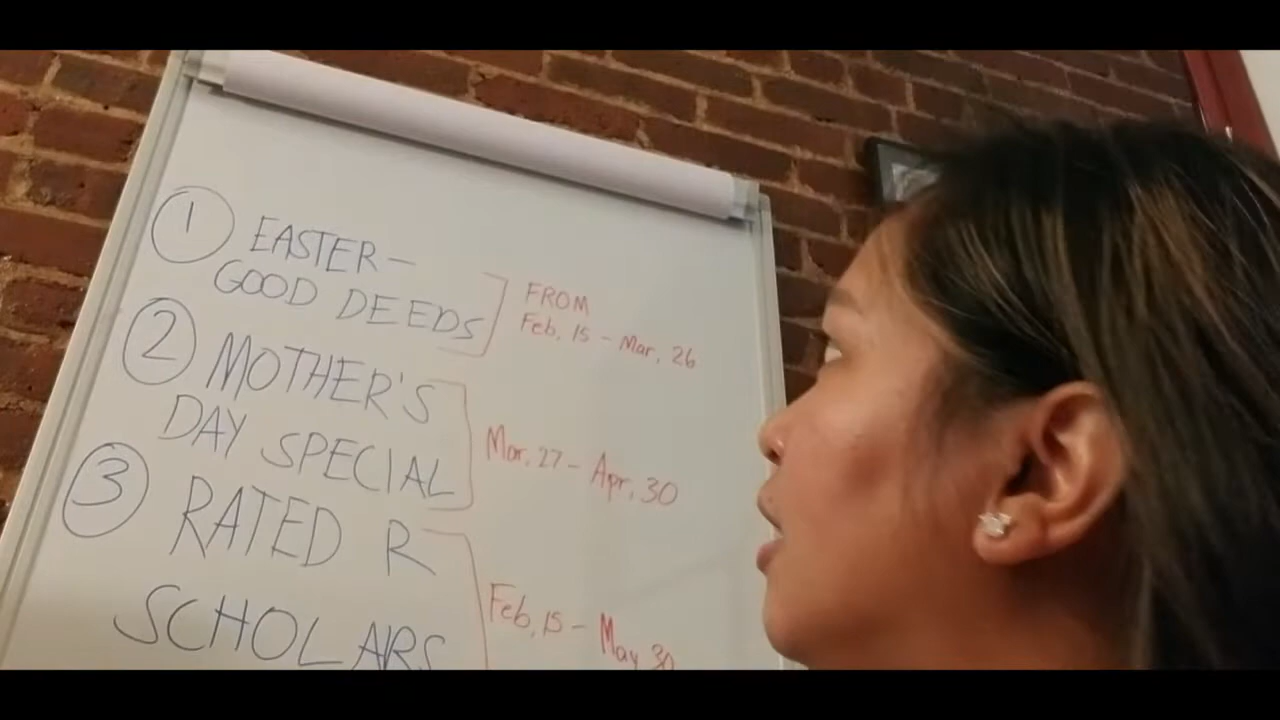 1 EASTER-
GOOD DEEDS
FROM
Feb. 15 - Mar. 26
2 MOTHER'S
DAY SPECIAL
Mar. 27 - Apr. 30
3 RATED R
SCHOLARS
Feb. 15 - May 30